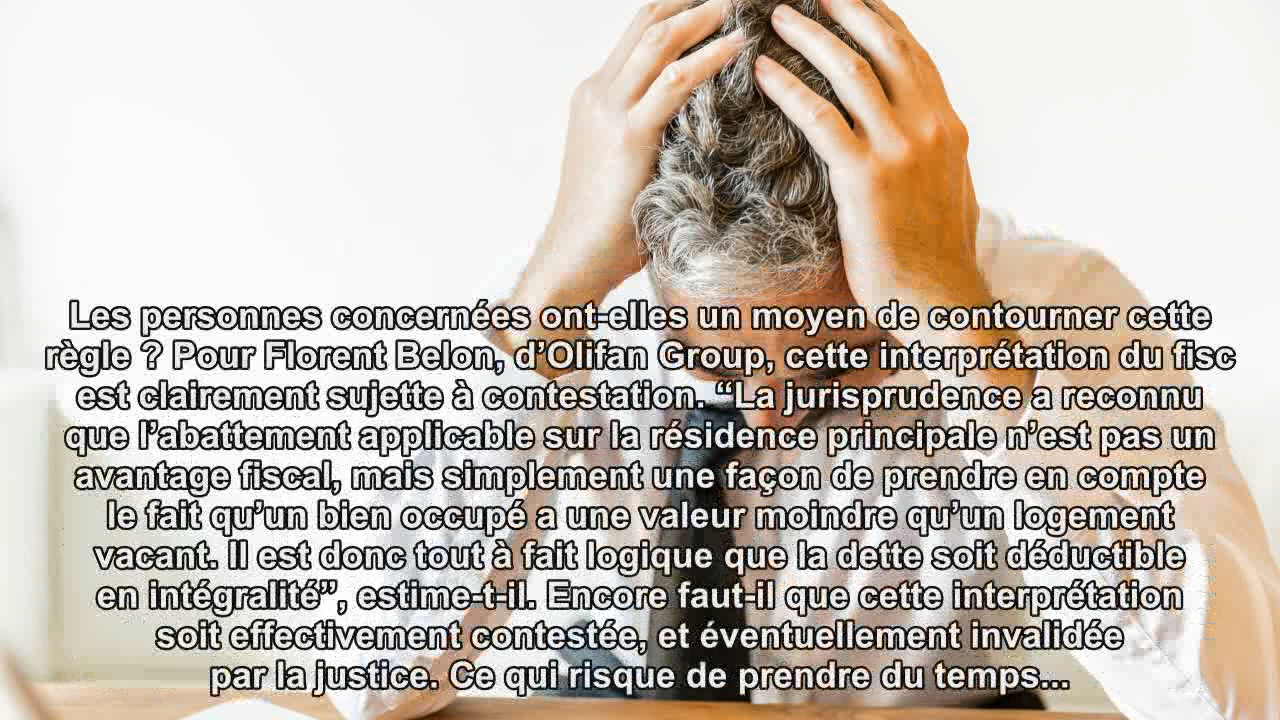 Les personnes concernées ont-elles un moyen de contourner cette
règle ? Pour Florent Belon, d’Olifan Group, cette interprétation du fisc
est clairement sujette à contestation. “La jurisprudence a reconnu
que l’abattement applicable sur la résidence principale n’est pas un
avantage fiscal, mais simplement une façon de prendre en compte
le fait qu’un bien occupé a une valeur moindre qu’un logement
vacant. Il est donc tout à fait logique que la dette soit déductible
en intégralité”, estime-t-il. Encore faut-il que cette interprétation
soit effectivement contestée, et éventuellement invalidée
par la justice. Ce qui risque de prendre du temps...